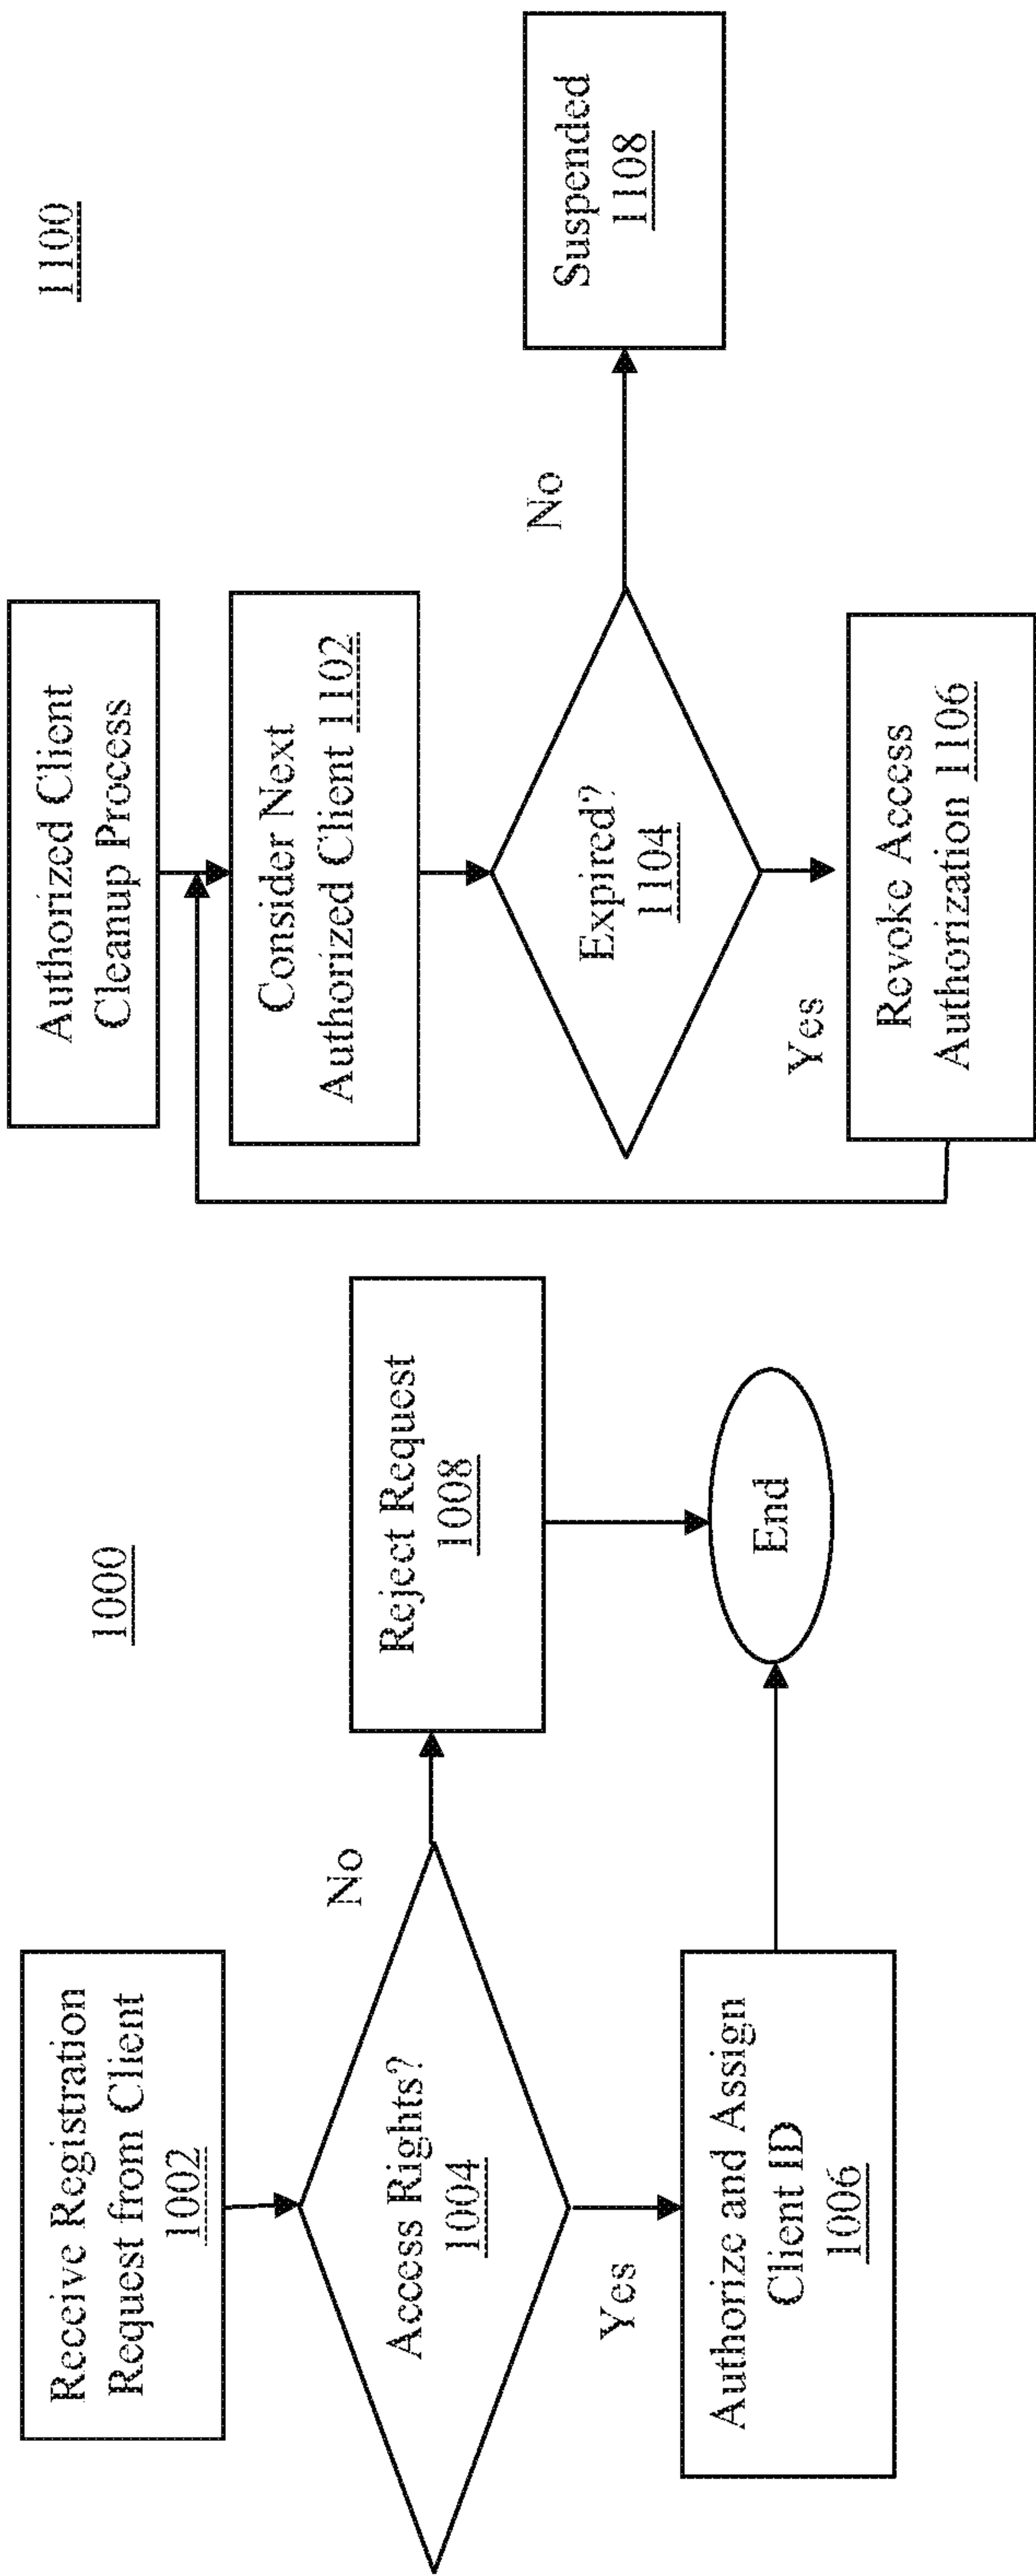 1000
Receive Registration
Request from Client
1002
Access Rights?
1004
No
Reject Request
1008
Yes
Authorize and Assign
Client ID
1006
End
1100
Authorized Client
Cleanup Process
Consider Next
Authorized Client 1102
Expired?
1104
No
Suspended
1108
Yes
Revoke Access
Authorization 1106